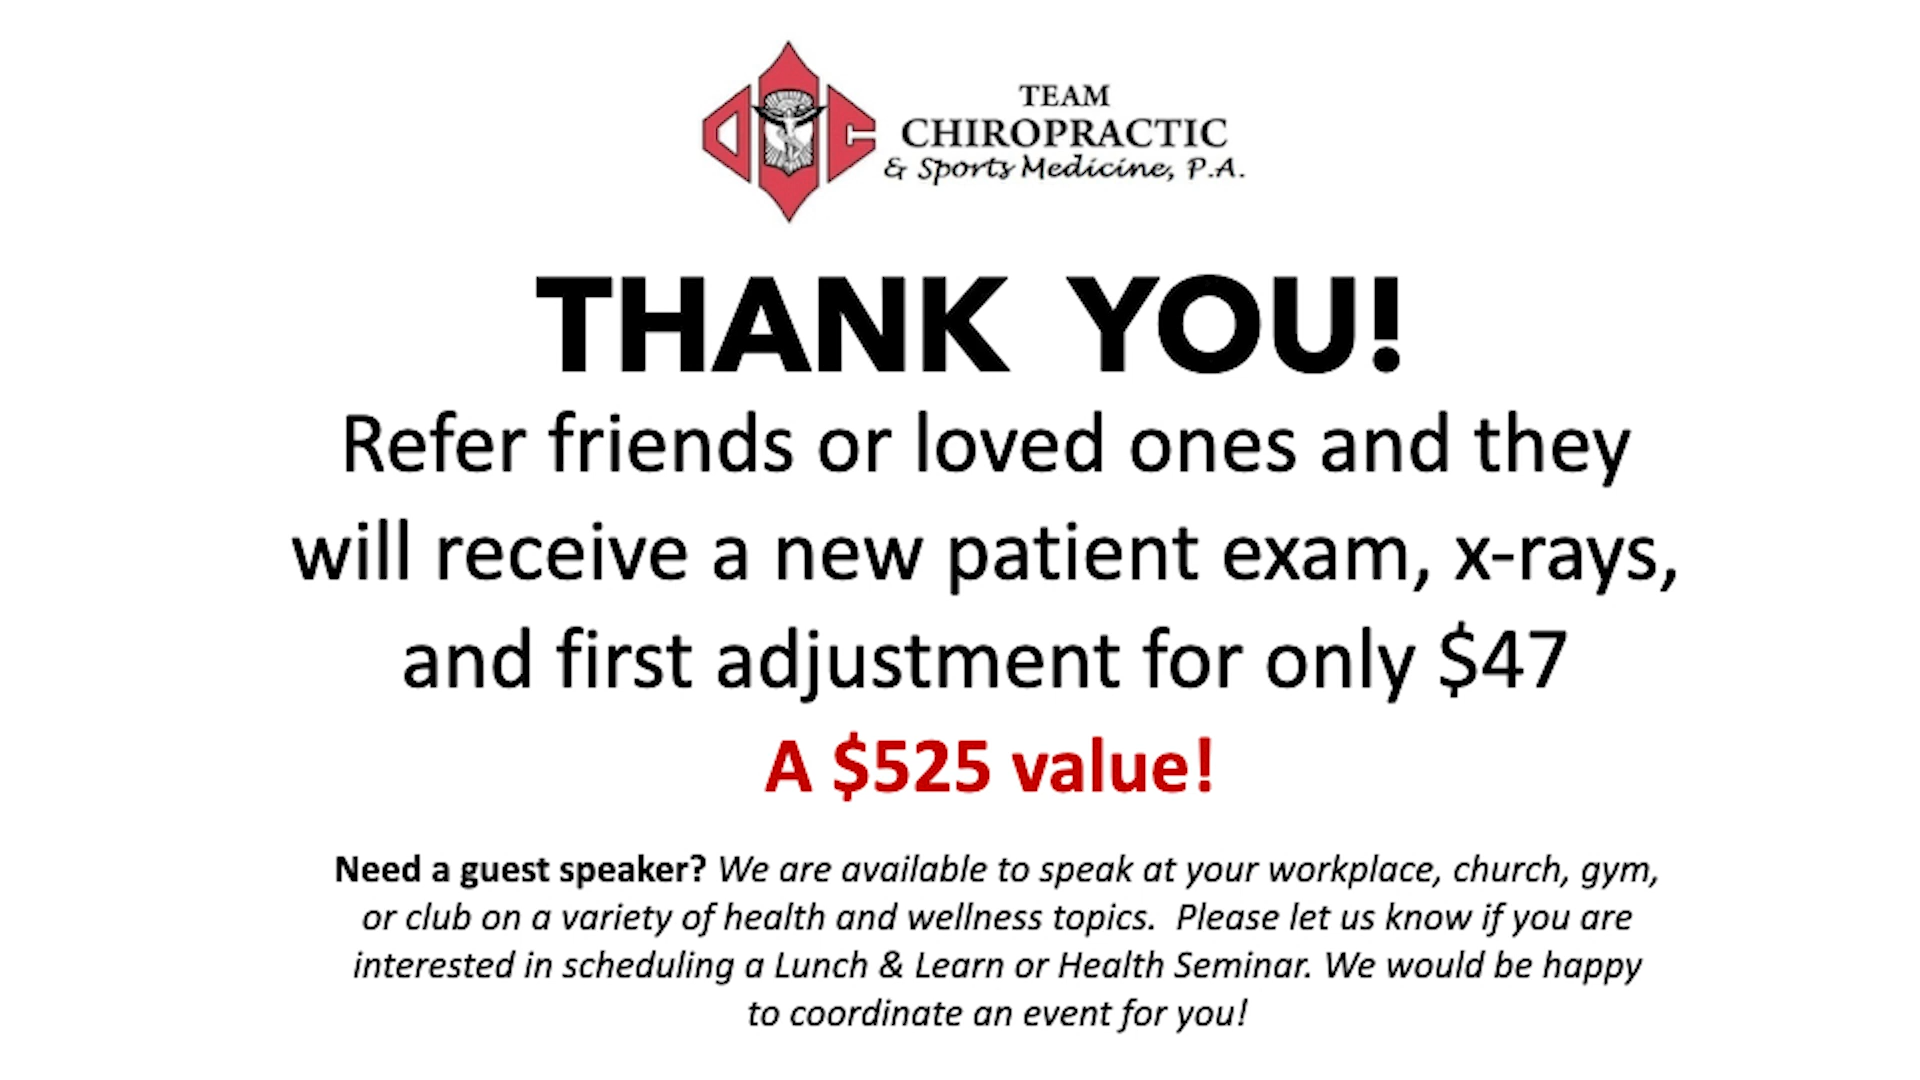 TEAM
CHIROPRACTIC
& Sports Medicine, P.A.
THANK YOU!
Refer friends or loved ones and they
will receive a new patient exam, x-rays,
and first adjustment for only $47
A $525 value!
Need a guest speaker? We are available to speak at your workplace, church, gym,
or club on a variety of health and wellness topics.  Please let us know if you are
interested in scheduling a Lunch & Learn or Health Seminar. We would be happy
to coordinate an event for you!